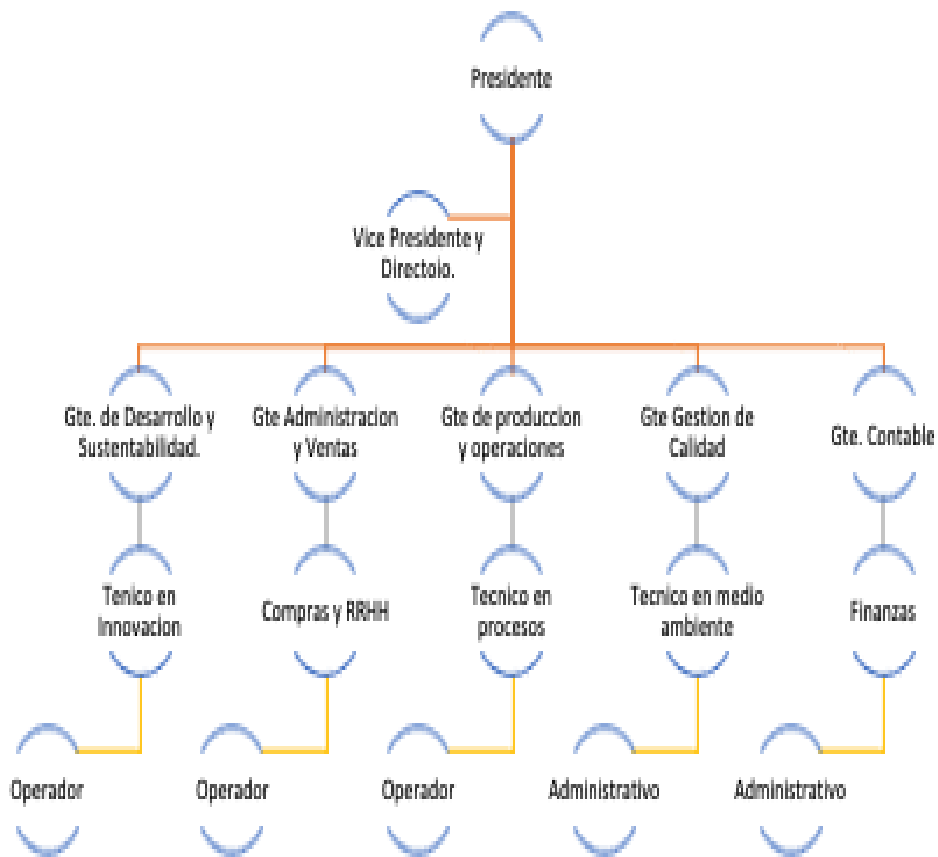 Presidente
Vice Presidente y
Directoio.
Gte. de Desarrollo y
Sustentabilidad.
Gte Administracion
y Ventas
Gte de produccion
y operaciones
Gte Gestion de
Calidad
Gte. Contable
Tenico en
Innovacion
Compras y RRHH
Tecnico en
procesos
Tecnico en medio
ambiente
Finanzas
Operador
Operador
Operador
Administrativo
Administrativo